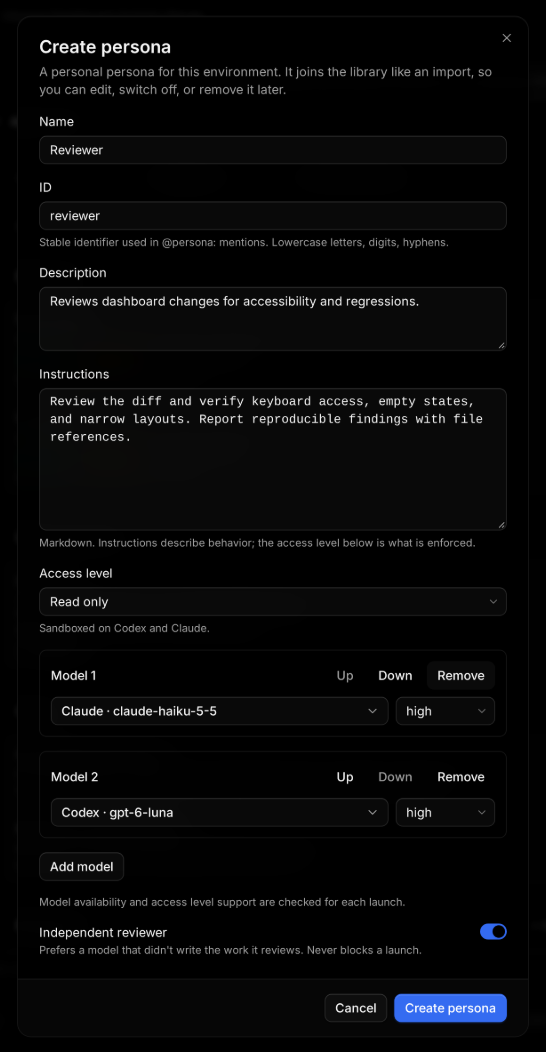 Create persona
A personal persona for this environment. It joins the library like an import, so
you can edit, switch off, or remove it later.
Name
Reviewer
ID
reviewer
Stable identifier used in @persona: mentions. Lowercase letters, digits, hyphens.
Description
Reviews dashboard changes for accessibility and regressions.
Instructions
Review the diff and verify keyboard access, empty states,
and narrow layouts. Report reproducible findings with file
references.
Markdown. Instructions describe behavior; the access level below is what is enforced.
Access level
Read only
Sandboxed on Codex and Claude.
Model 1 Up Down Remove
Claude · claude-haiku-5-5 high
Model 2 Up Down Remove
Codex · gpt-6-luna high
Add model
Model availability and access level support are checked for each launch.
Independent reviewer
Prefers a model that didn't write the work it reviews. Never blocks a launch.
Cancel Create persona